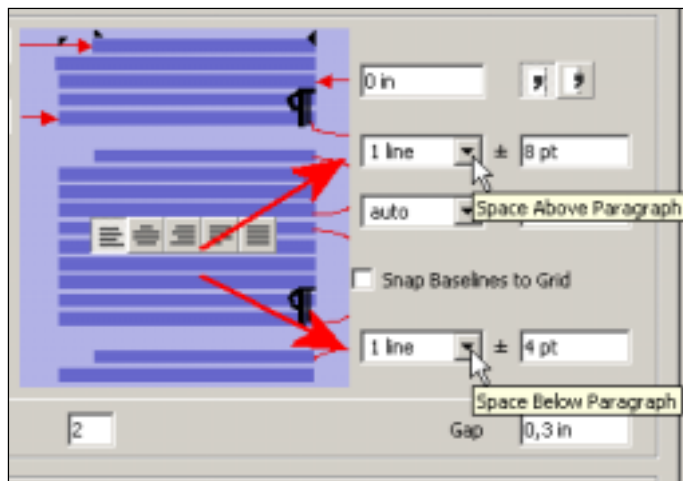 0 in
1 line ± 8 pt
Space Above Paragraph
auto
Snap Baselines to Grid
1 line ± 4 pt
Space Below Paragraph
2 Gap 0,3 in